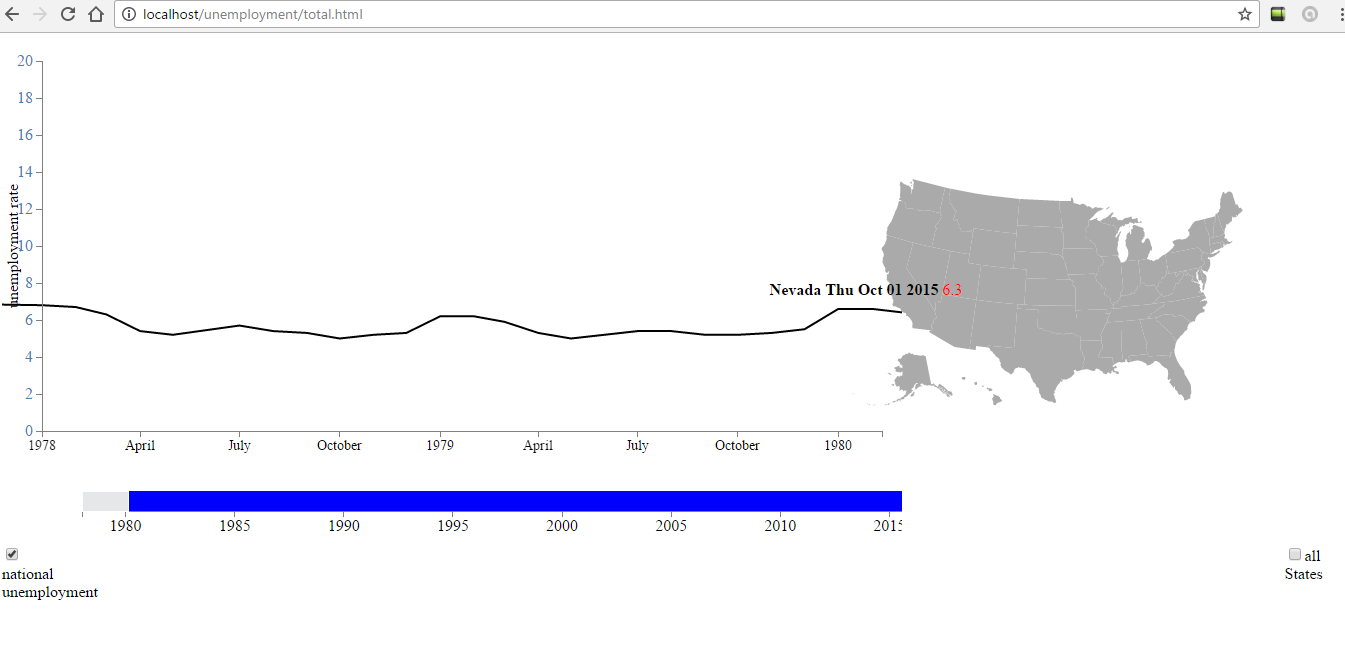 localhost/unemployment/total.html
20
18
16
14
12
10
8
6
4
2
0
unemployment rate
Nevada Thu Oct 01 2015 6.3
1978 April July October 1979 April July October 1980
1980 1985 1990 1995 2000 2005 2010 2015
national
unemployment
all
States